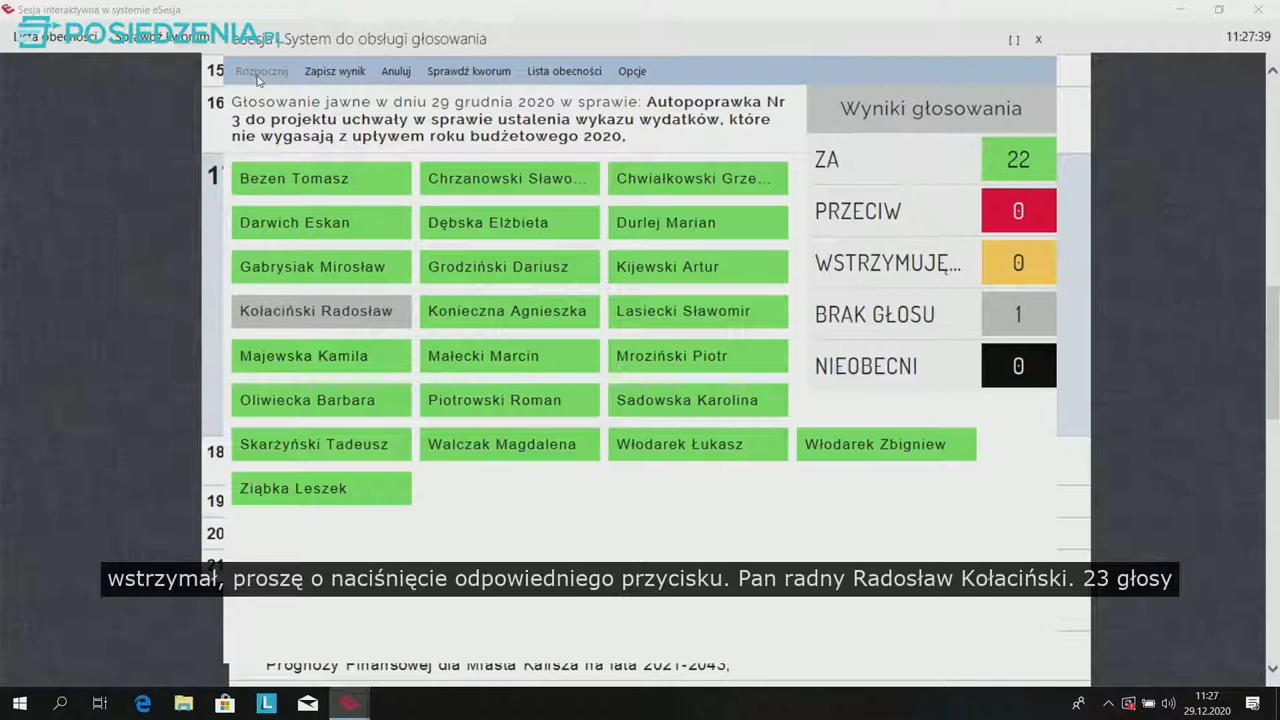 Sesja interaktywna w systemie eSesja
Lista obecności Sprawdź kworum
POSIEDZENIA.PL
eSesja | System do obsługi głosowania
[ ] x
11:27:39
Rozpocznij Zapisz wynik Anuluj Sprawdź kworum Lista obecności Opcje
15
16
Głosowanie jawne w dniu 29 grudnia 2020 w sprawie: Autopoprawka Nr
3 do projektu uchwały w sprawie ustalenia wykazu wydatków, które
nie wygasają z upływem roku budżetowego 2020,
Wyniki głosowania
ZA 22
PRZECIW 0
WSTRZYMUJĘ... 0
BRAK GŁOSU 1
NIEOBECNI 0
Bezen Tomasz Chrzanowski Sławo... Chwiałkowski Grze...
Darwich Eskan Dębska Elżbieta Durlej Marian
Gabrysiak Mirosław Grodziński Dariusz Kijewski Artur
Kołaciński Radosław Konieczna Agnieszka Lasiecki Sławomir
Majewska Kamila Małecki Marcin Mroziński Piotr
Oliwiecka Barbara Piotrowski Roman Sadowska Karolina
Skarżyński Tadeusz Walczak Magdalena Włodarek Łukasz Włodarek Zbigniew
Ziąbka Leszek
18
19
20
wstrzymał, proszę o naciśnięcie odpowiedniego przycisku. Pan radny Radosław Kołaciński. 23 głosy
Prognozy Finansowej dla Miasta Kalisza na lata 2021-2043,
11:27
29.12.2020